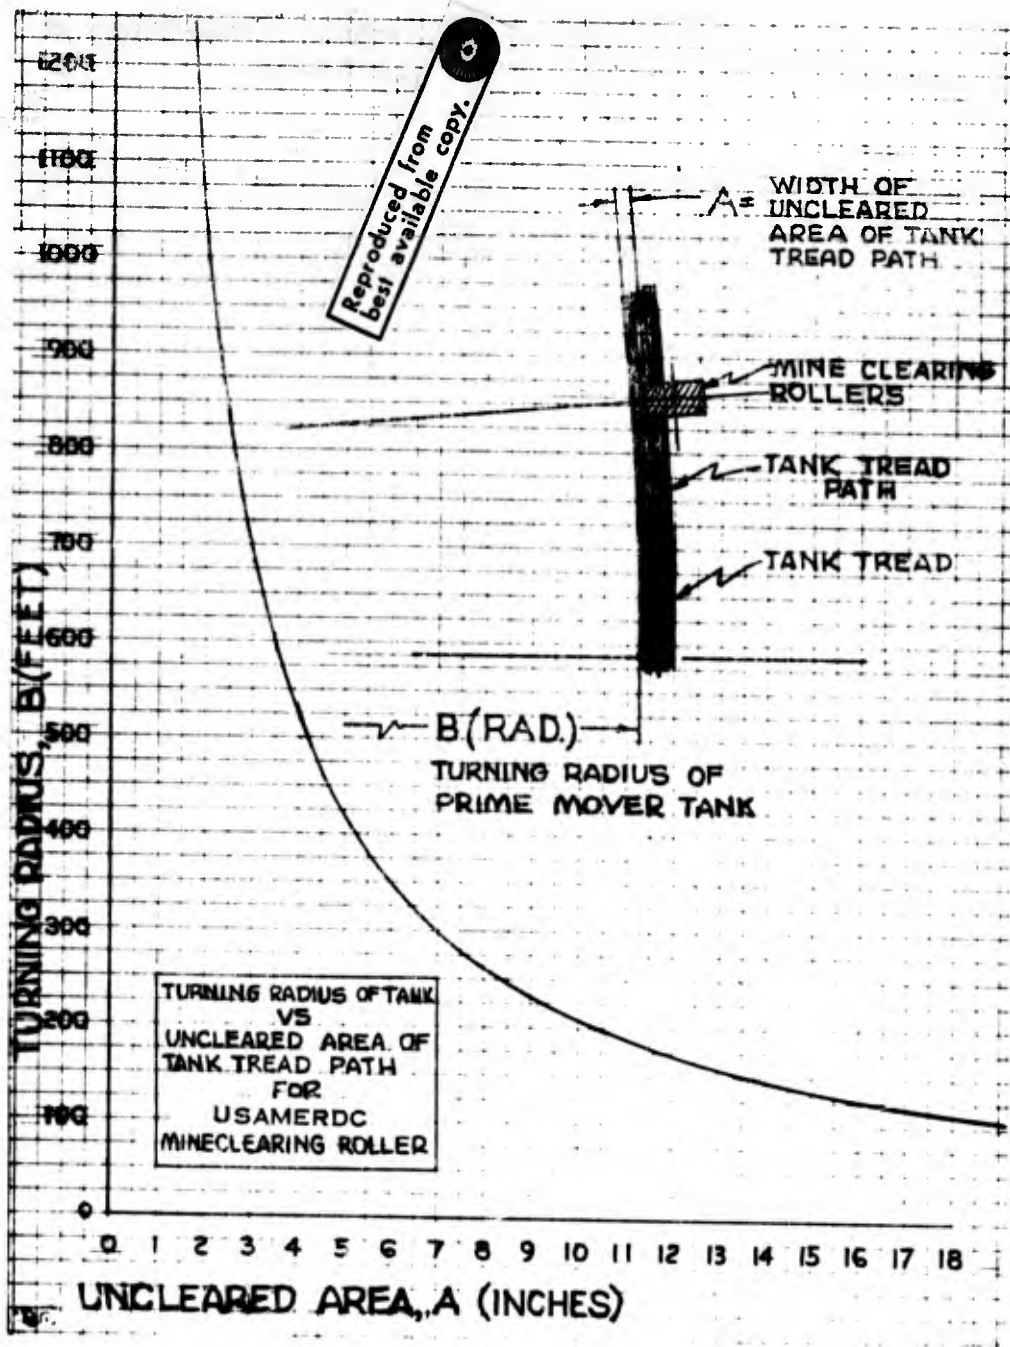 Reproduced from
best available copy.
1200
1100
1000
900
800
700
600
500
400
300
200
100
0
TURNING RADIUS, B(FEET)
A= WIDTH OF
UNCLEARED
AREA OF TANK
TREAD PATH
MINE CLEARING
ROLLERS
TANK TREAD
PATH
TANK TREAD
B.(RAD.)
TURNING RADIUS OF
PRIME MOVER TANK
TURNING RADIUS OF TANK
VS
UNCLEARED AREA OF
TANK TREAD PATH
FOR
USAMERDC
MINECLEARING ROLLER
0 1 2 3 4 5 6 7 8 9 10 11 12 13 14 15 16 17 18
UNCLEARED AREA, A (INCHES)